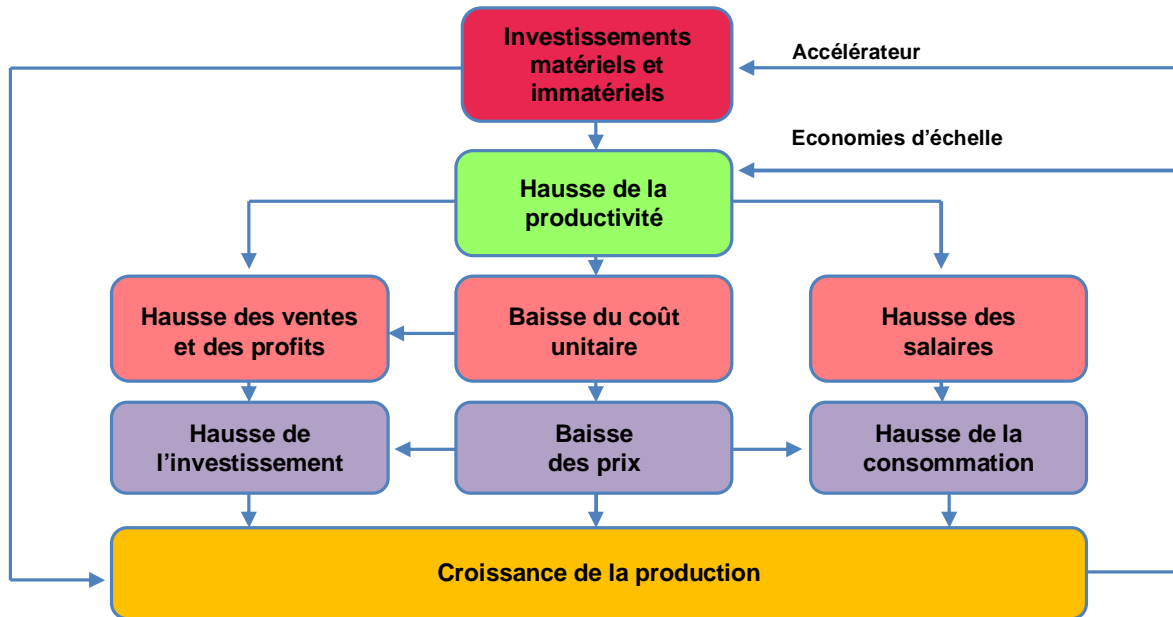 Investissements
matériels et
immatériels
Accélérateur
Economies d’échelle
Hausse de la
productivité
Hausse des ventes
et des profits
Baisse du coût
unitaire
Hausse des
salaires
Hausse de
l’investissement
Baisse
des prix
Hausse de la
consommation
Croissance de la production